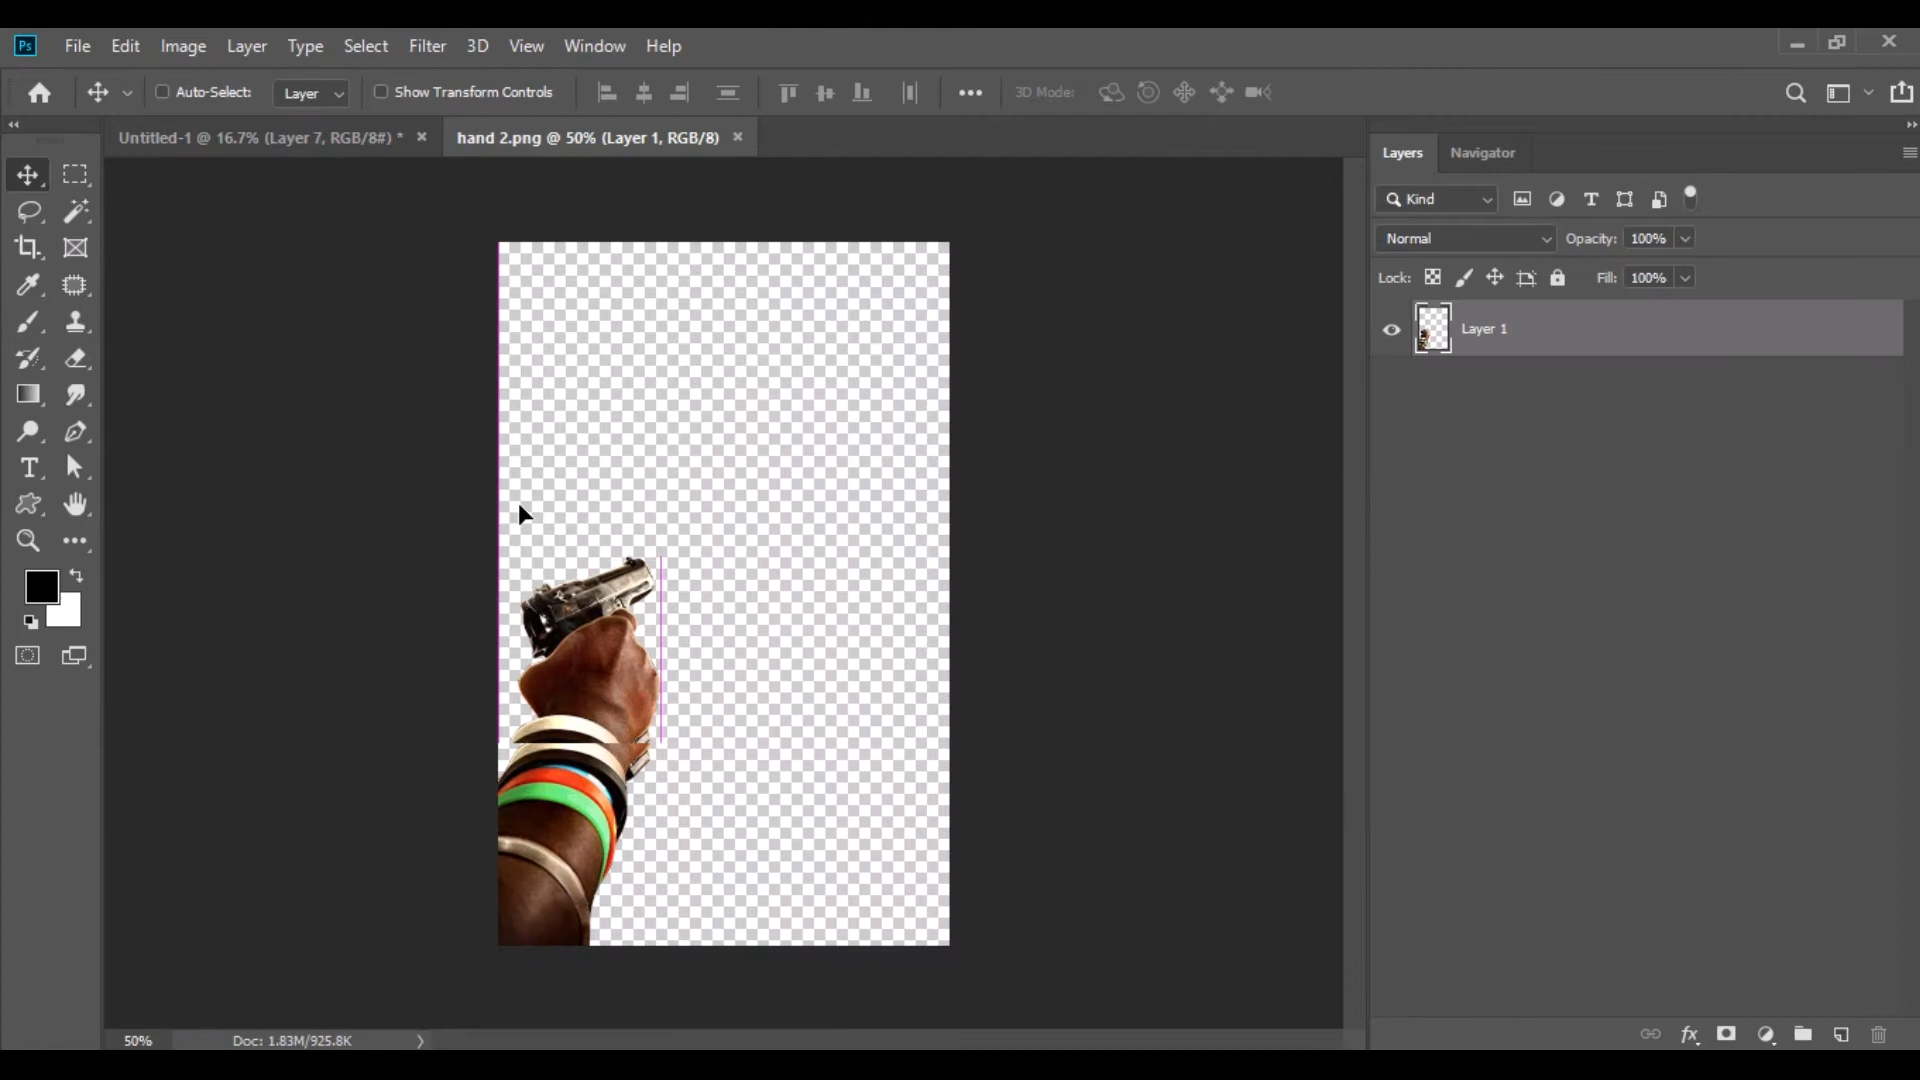 Ps File Edit Image Layer Type Select Filter 3D View Window Help
Auto-Select: Layer Show Transform Controls 3D Mode:
Untitled-1 @ 16.7% (Layer 7, RGB/8#) * hand 2.png @ 50% (Layer 1, RGB/8)
Layers Navigator
Kind
Normal Opacity: 100%
Lock: Fill: 100%
Layer 1
50% Doc: 1.83M/925.8K